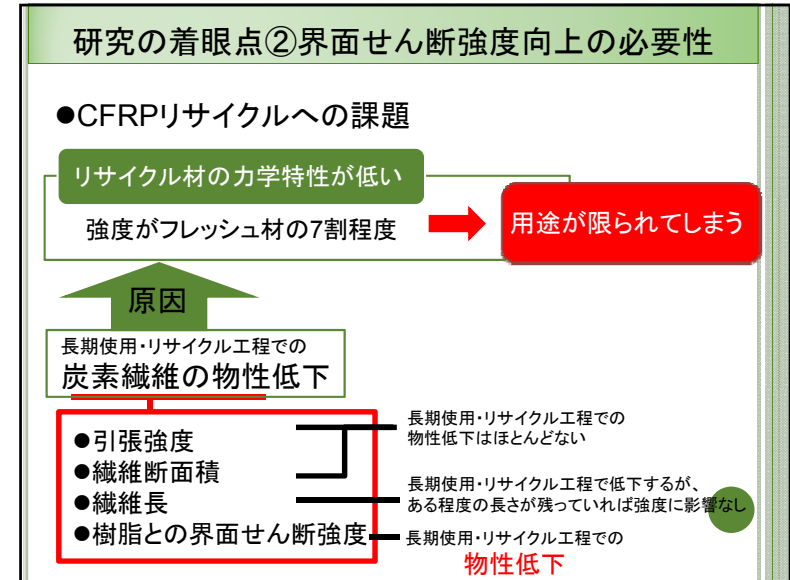 研究の着眼点②界面せん断強度向上の必要性
●CFRPリサイクルへの課題
リサイクル材の力学特性が低い
強度がフレッシュ材の7割程度
用途が限られてしまう
原因
長期使用・リサイクル工程での
炭素繊維の物性低下
●引張強度
●繊維断面積
●繊維長
●樹脂との界面せん断強度
長期使用・リサイクル工程での
物性低下はほとんどない
長期使用・リサイクル工程で低下するが、
ある程度の長さが残っていれば強度に影響なし
長期使用・リサイクル工程での
物性低下